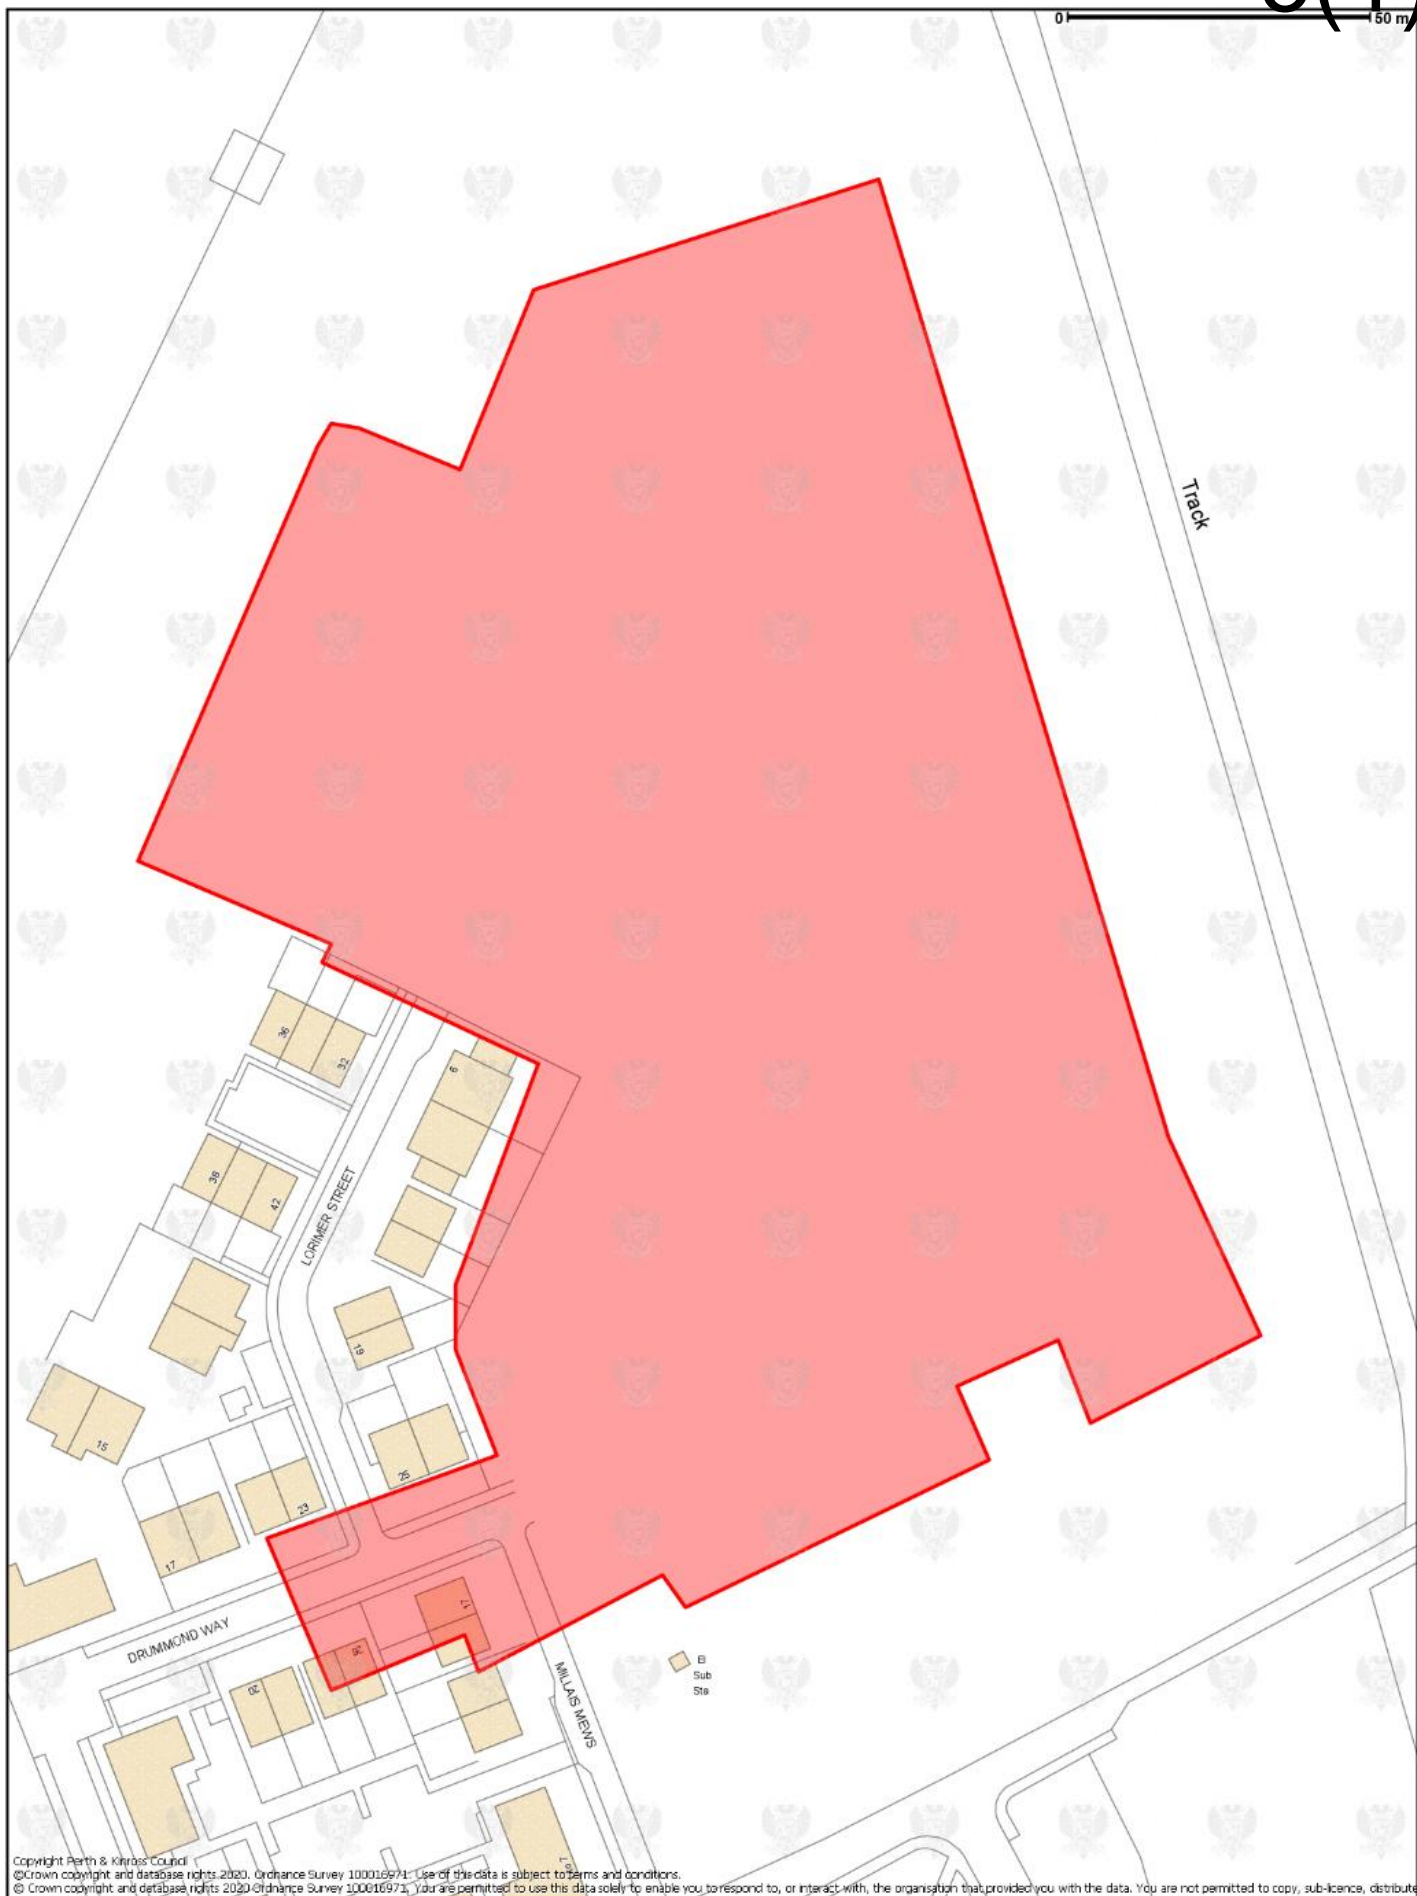 0
50 m
Track
36
32
6
38
42
LORIMER STREET
19
15
25
23
17
17
DRUMMOND WAY
20
El
Sub
Sta
MILLAIS MEWS
Copyright Perth & Kinross Council
©Crown copyright and database rights 2020. Ordnance Survey 100016971. Use of this data is subject to terms and conditions.
© Crown copyright and database rights 2020 Ordnance Survey 100016971. You are permitted to use this data solely to enable you to respond to, or interact with, the organisation that provided you with the data. You are not permitted to copy, sub-licence, distribute